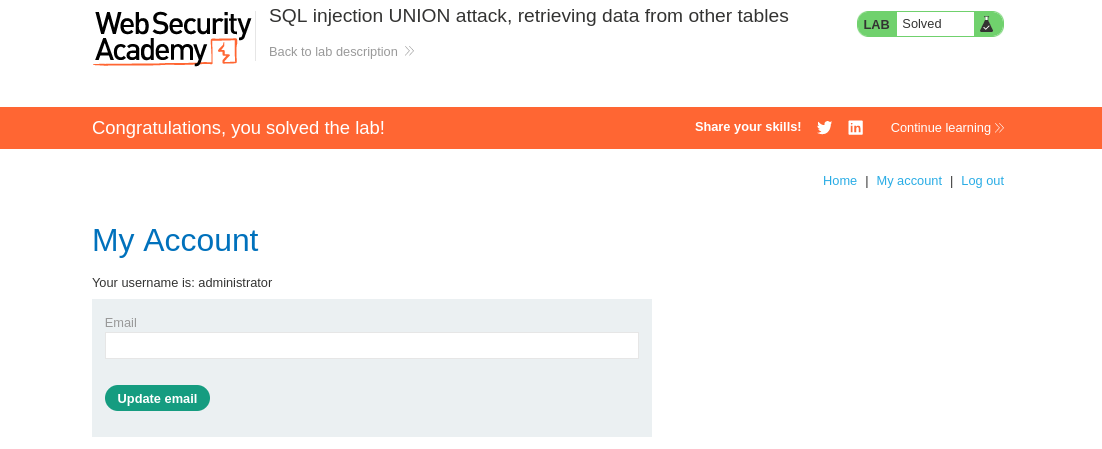 Web Security
Academy
SQL injection UNION attack, retrieving data from other tables
Back to lab description
LAB Solved
Congratulations, you solved the lab!
Share your skills!
Continue learning
Home | My account | Log out
My Account
Your username is: administrator
Email
Update email